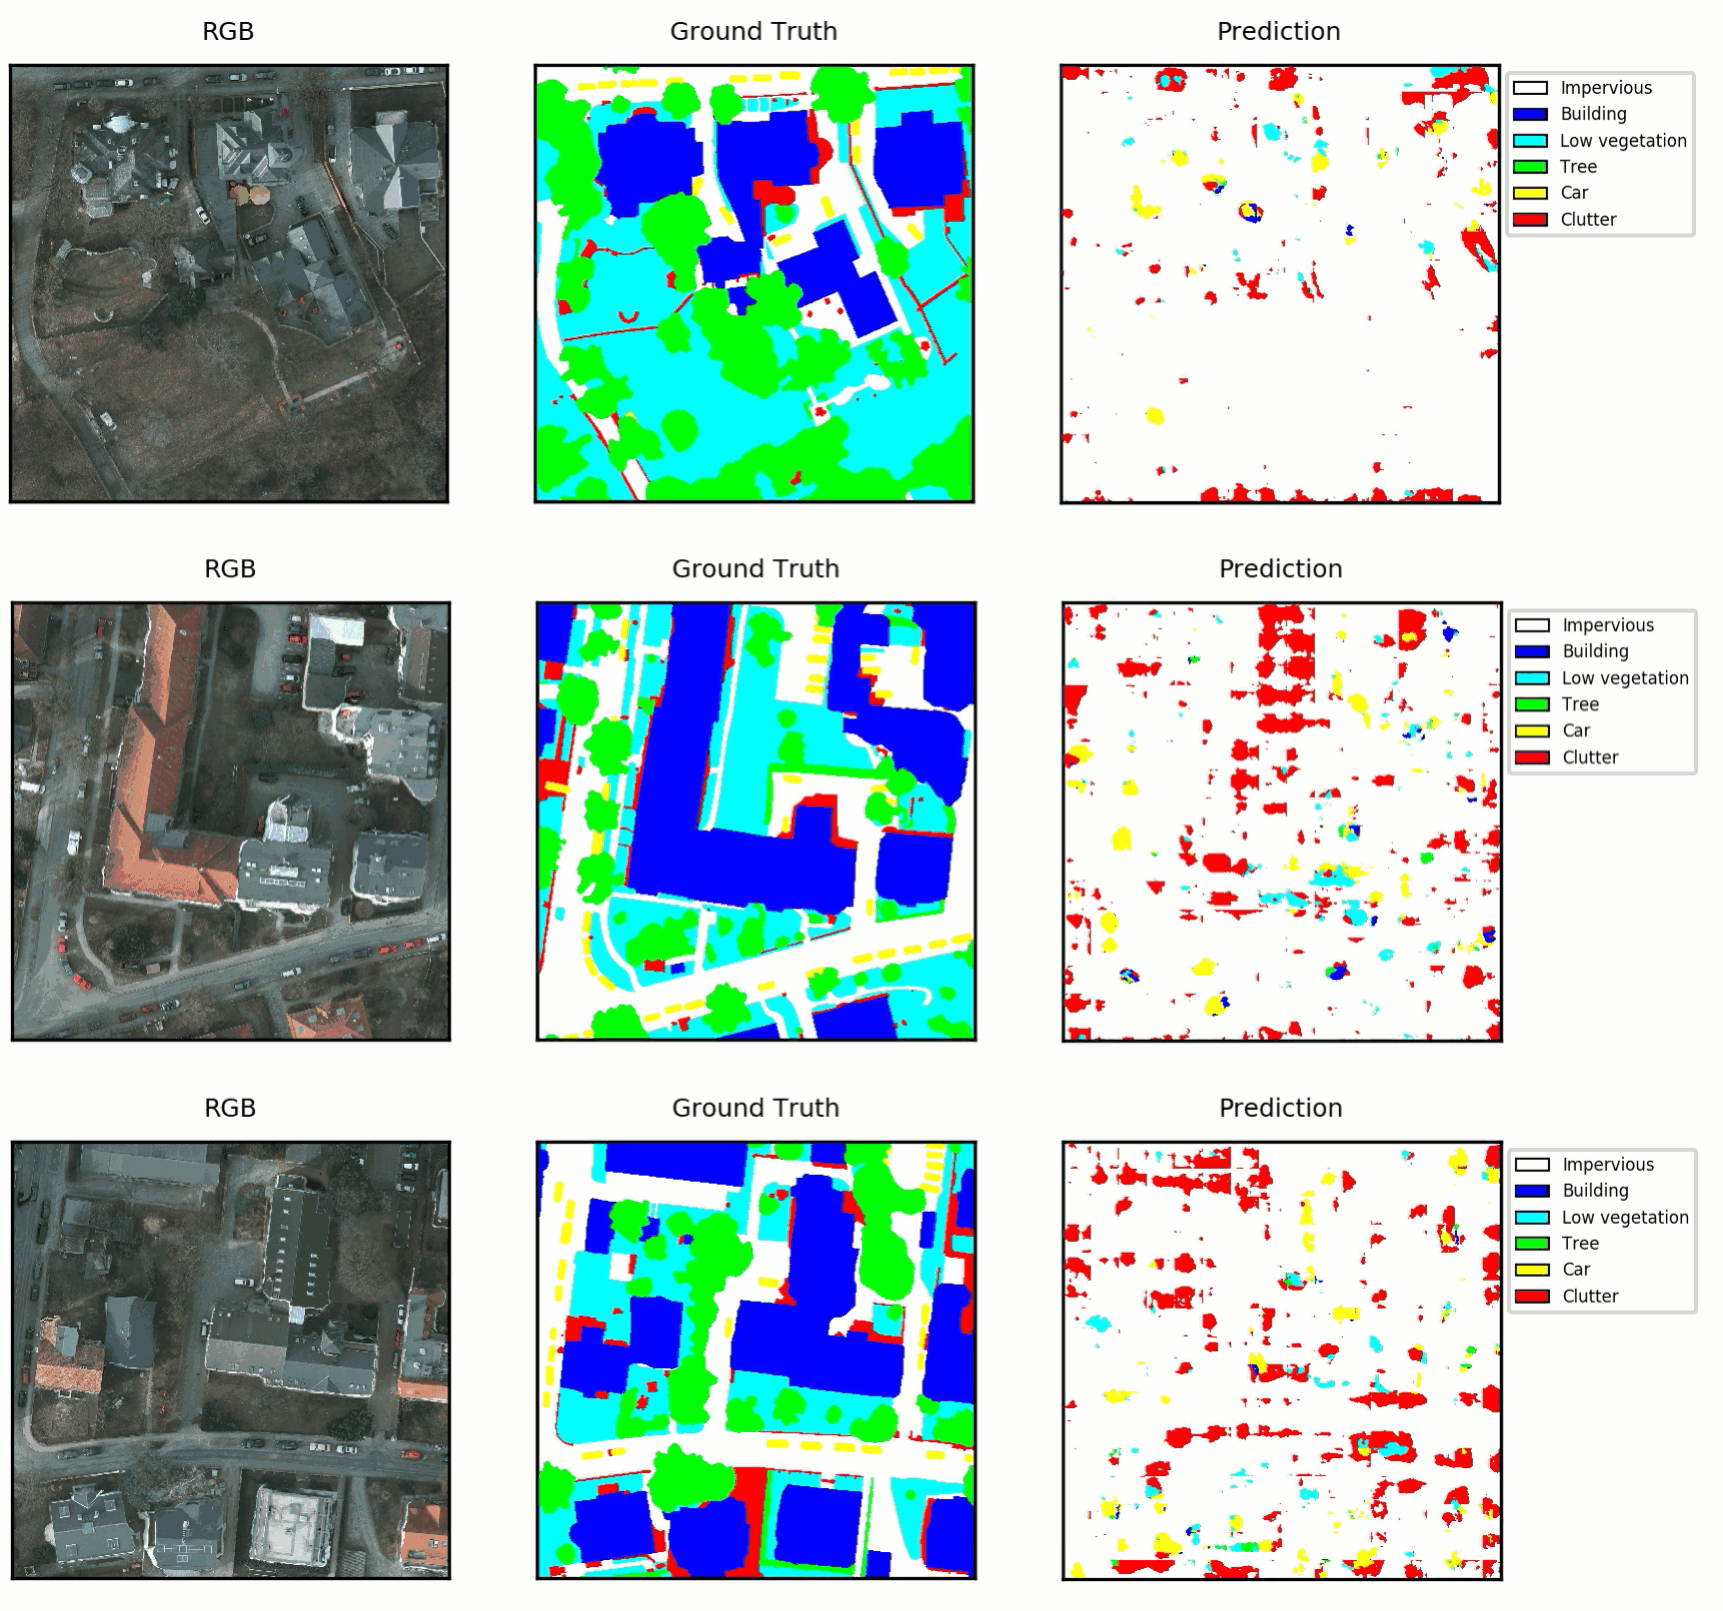 RGB
Ground Truth
Prediction
Impervious
Building
Low vegetation
Tree
Car
Clutter
RGB
Ground Truth
Prediction
Impervious
Building
Low vegetation
Tree
Car
Clutter
RGB
Ground Truth
Prediction
Impervious
Building
Low vegetation
Tree
Car
Clutter